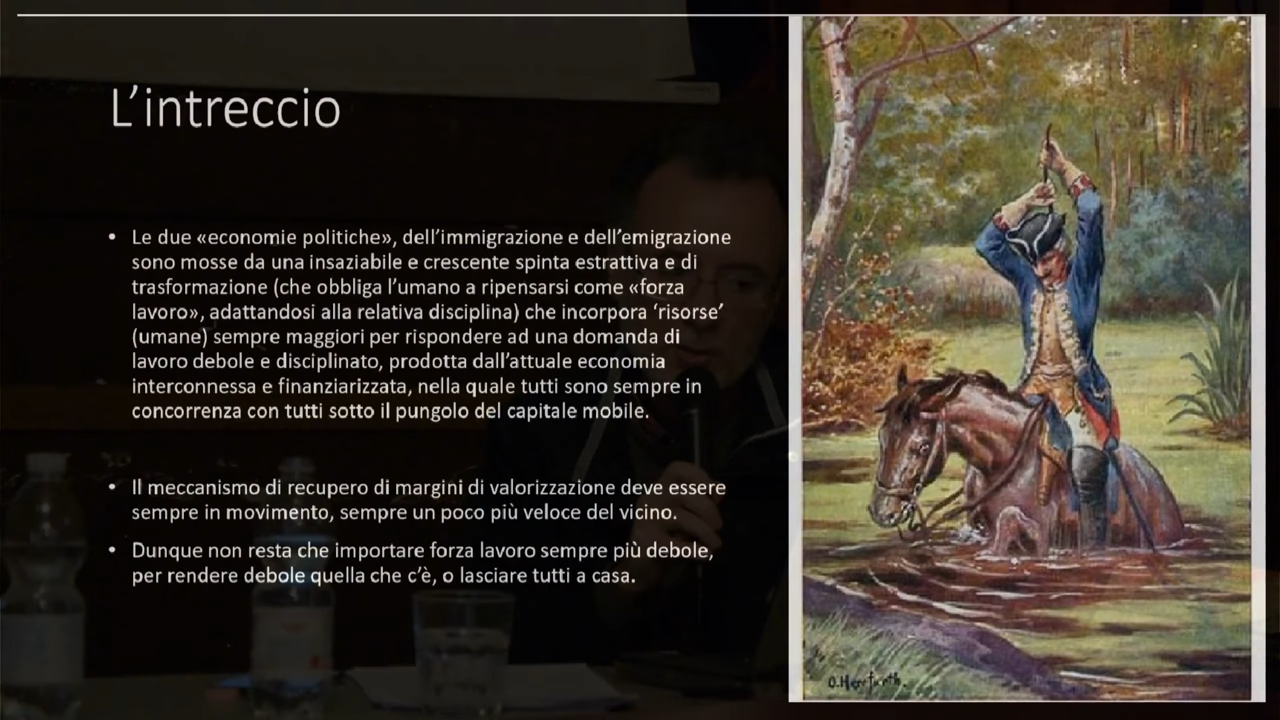 L'intreccio
• Le due «economie politiche», dell'immigrazione e dell'emigrazione
sono mosse da una insaziabile e crescente spinta estrattiva e di
trasformazione (che obbliga l'umano a ripensarsi come «forza
lavoro», adattandosi alla relativa disciplina) che incorpora 'risorse'
(umane) sempre maggiori per rispondere ad una domanda di
lavoro debole e disciplinato, prodotta dall'attuale economia
interconnessa e finanziarizzata, nella quale tutti sono sempre in
concorrenza con tutti sotto il pungolo del capitale mobile.
• Il meccanismo di recupero di margini di valorizzazione deve essere
sempre in movimento, sempre un poco più veloce del vicino.
• Dunque non resta che importare forza lavoro sempre più debole,
per rendere debole quella che c'è, o lasciare tutti a casa.
O. Herrfurth.